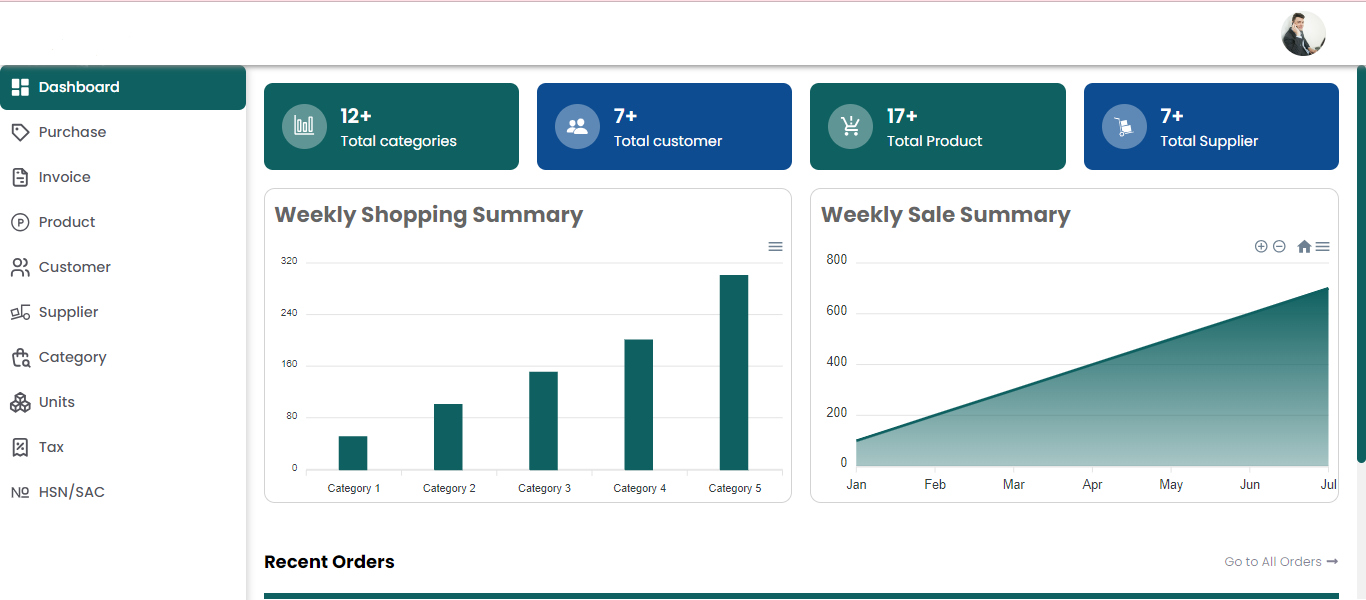 Dashboard
Purchase
Invoice
Product
Customer
Supplier
Category
Units
Tax
HSN/SAC
12+
Total categories
7+
Total customer
17+
Total Product
7+
Total Supplier
Weekly Shopping Summary
320
240
160
80
0
Category 1 Category 2 Category 3 Category 4 Category 5
Weekly Sale Summary
800
600
400
200
0
Jan Feb Mar Apr May Jun Jul
Recent Orders
Go to All Orders